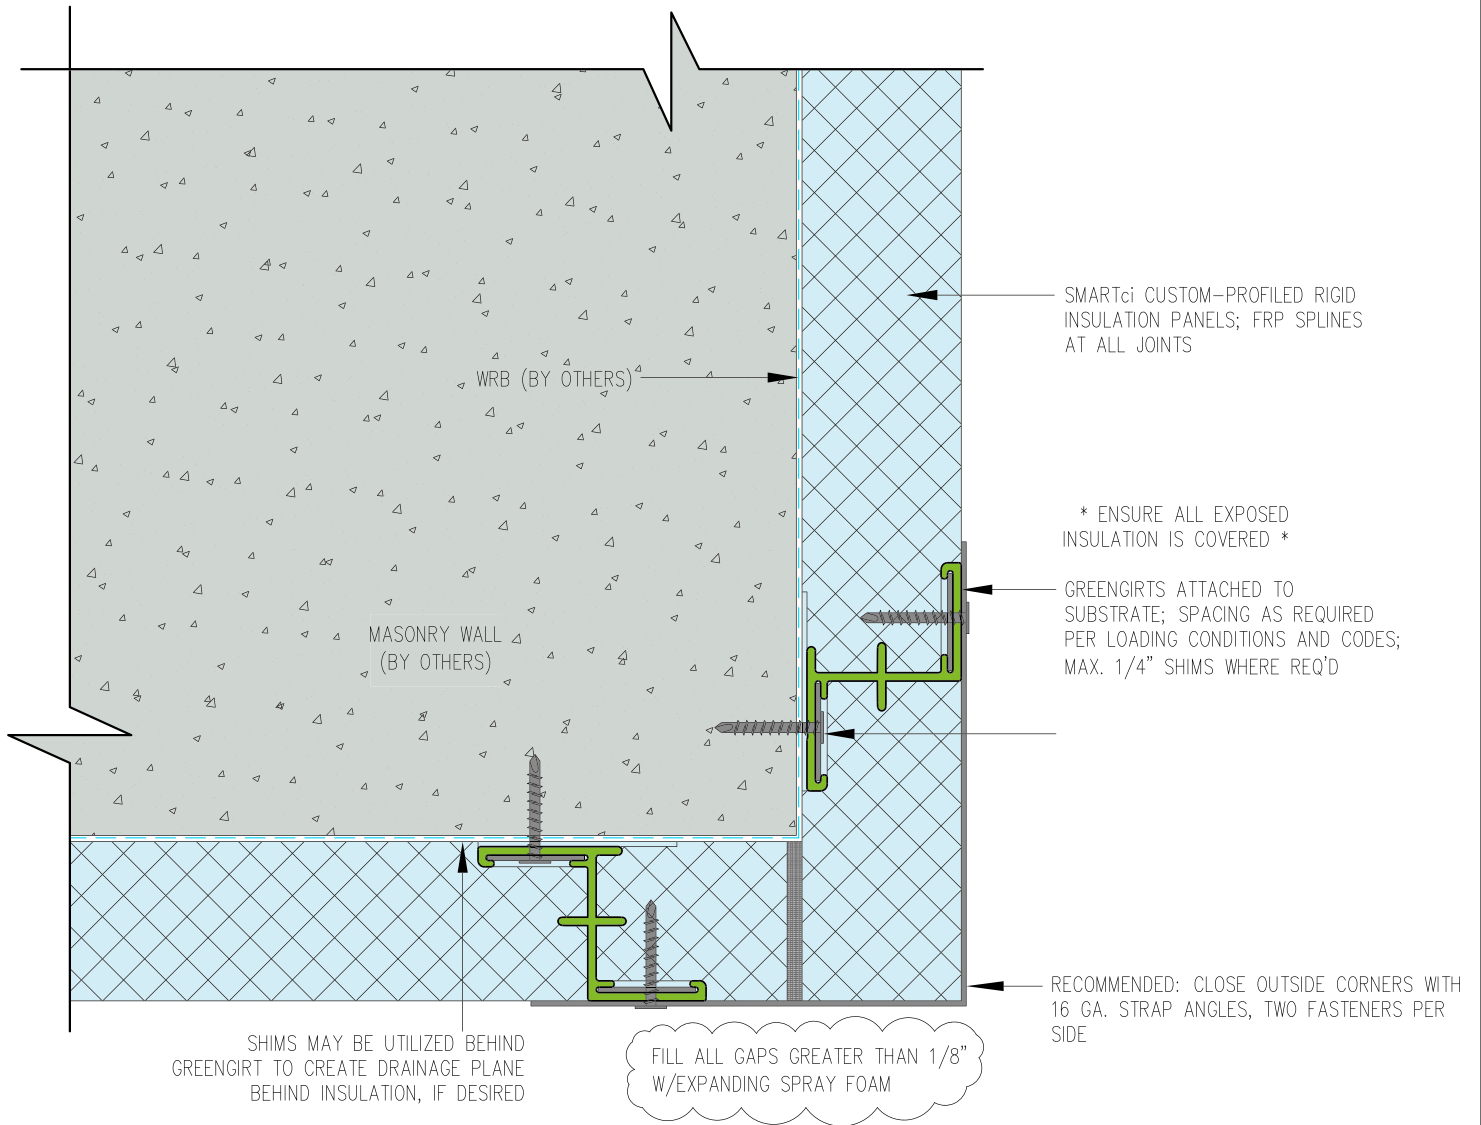 SMARTci CUSTOM-PROFILED RIGID
INSULATION PANELS; FRP SPLINES
AT ALL JOINTS
WRB (BY OTHERS)
* ENSURE ALL EXPOSED
INSULATION IS COVERED *
GREENGIRTS ATTACHED TO
SUBSTRATE; SPACING AS REQUIRED
PER LOADING CONDITIONS AND CODES;
MAX. 1/4" SHIMS WHERE REQ'D
MASONRY WALL
(BY OTHERS)
RECOMMENDED: CLOSE OUTSIDE CORNERS WITH
16 GA. STRAP ANGLES, TWO FASTENERS PER
SIDE
SHIMS MAY BE UTILIZED BEHIND
GREENGIRT TO CREATE DRAINAGE PLANE
BEHIND INSULATION, IF DESIRED
FILL ALL GAPS GREATER THAN 1/8"
W/EXPANDING SPRAY FOAM